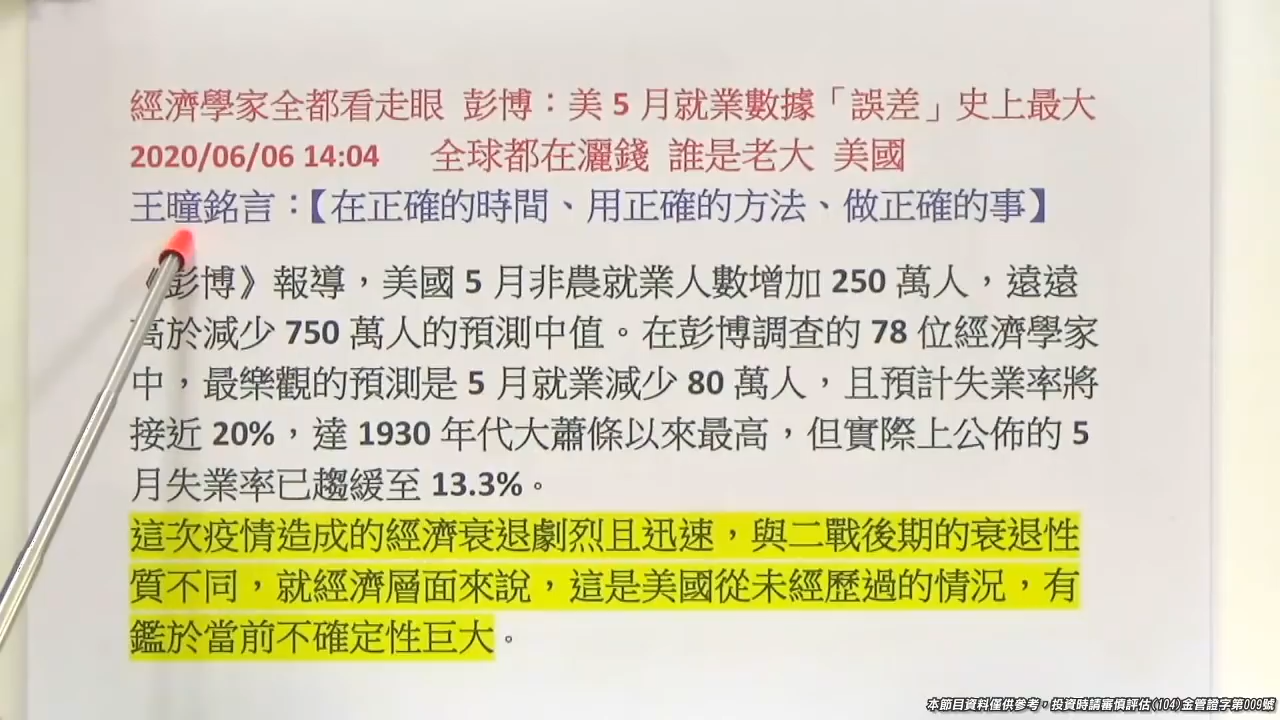 經濟學家全都看走眼 彭博：美 5 月就業數據「誤差」史上最大
2020/06/06 14:04 全球都在灑錢 誰是老大 美國
王曈銘言：【在正確的時間、用正確的方法、做正確的事】
《彭博》報導，美國 5 月非農就業人數增加 250 萬人，遠遠
高於減少 750 萬人的預測中值。在彭博調查的 78 位經濟學家
中，最樂觀的預測是 5 月就業減少 80 萬人，且預計失業率將
接近 20%，達 1930 年代大蕭條以來最高，但實際上公佈的 5
月失業率已趨緩至 13.3%。
這次疫情造成的經濟衰退劇烈且迅速，與二戰後期的衰退性
質不同，就經濟層面來說，這是美國從未經歷過的情況，有
鑑於當前不確定性巨大。
本節目資料僅供參考，投資時請審慎評估(104)金管證字第009號